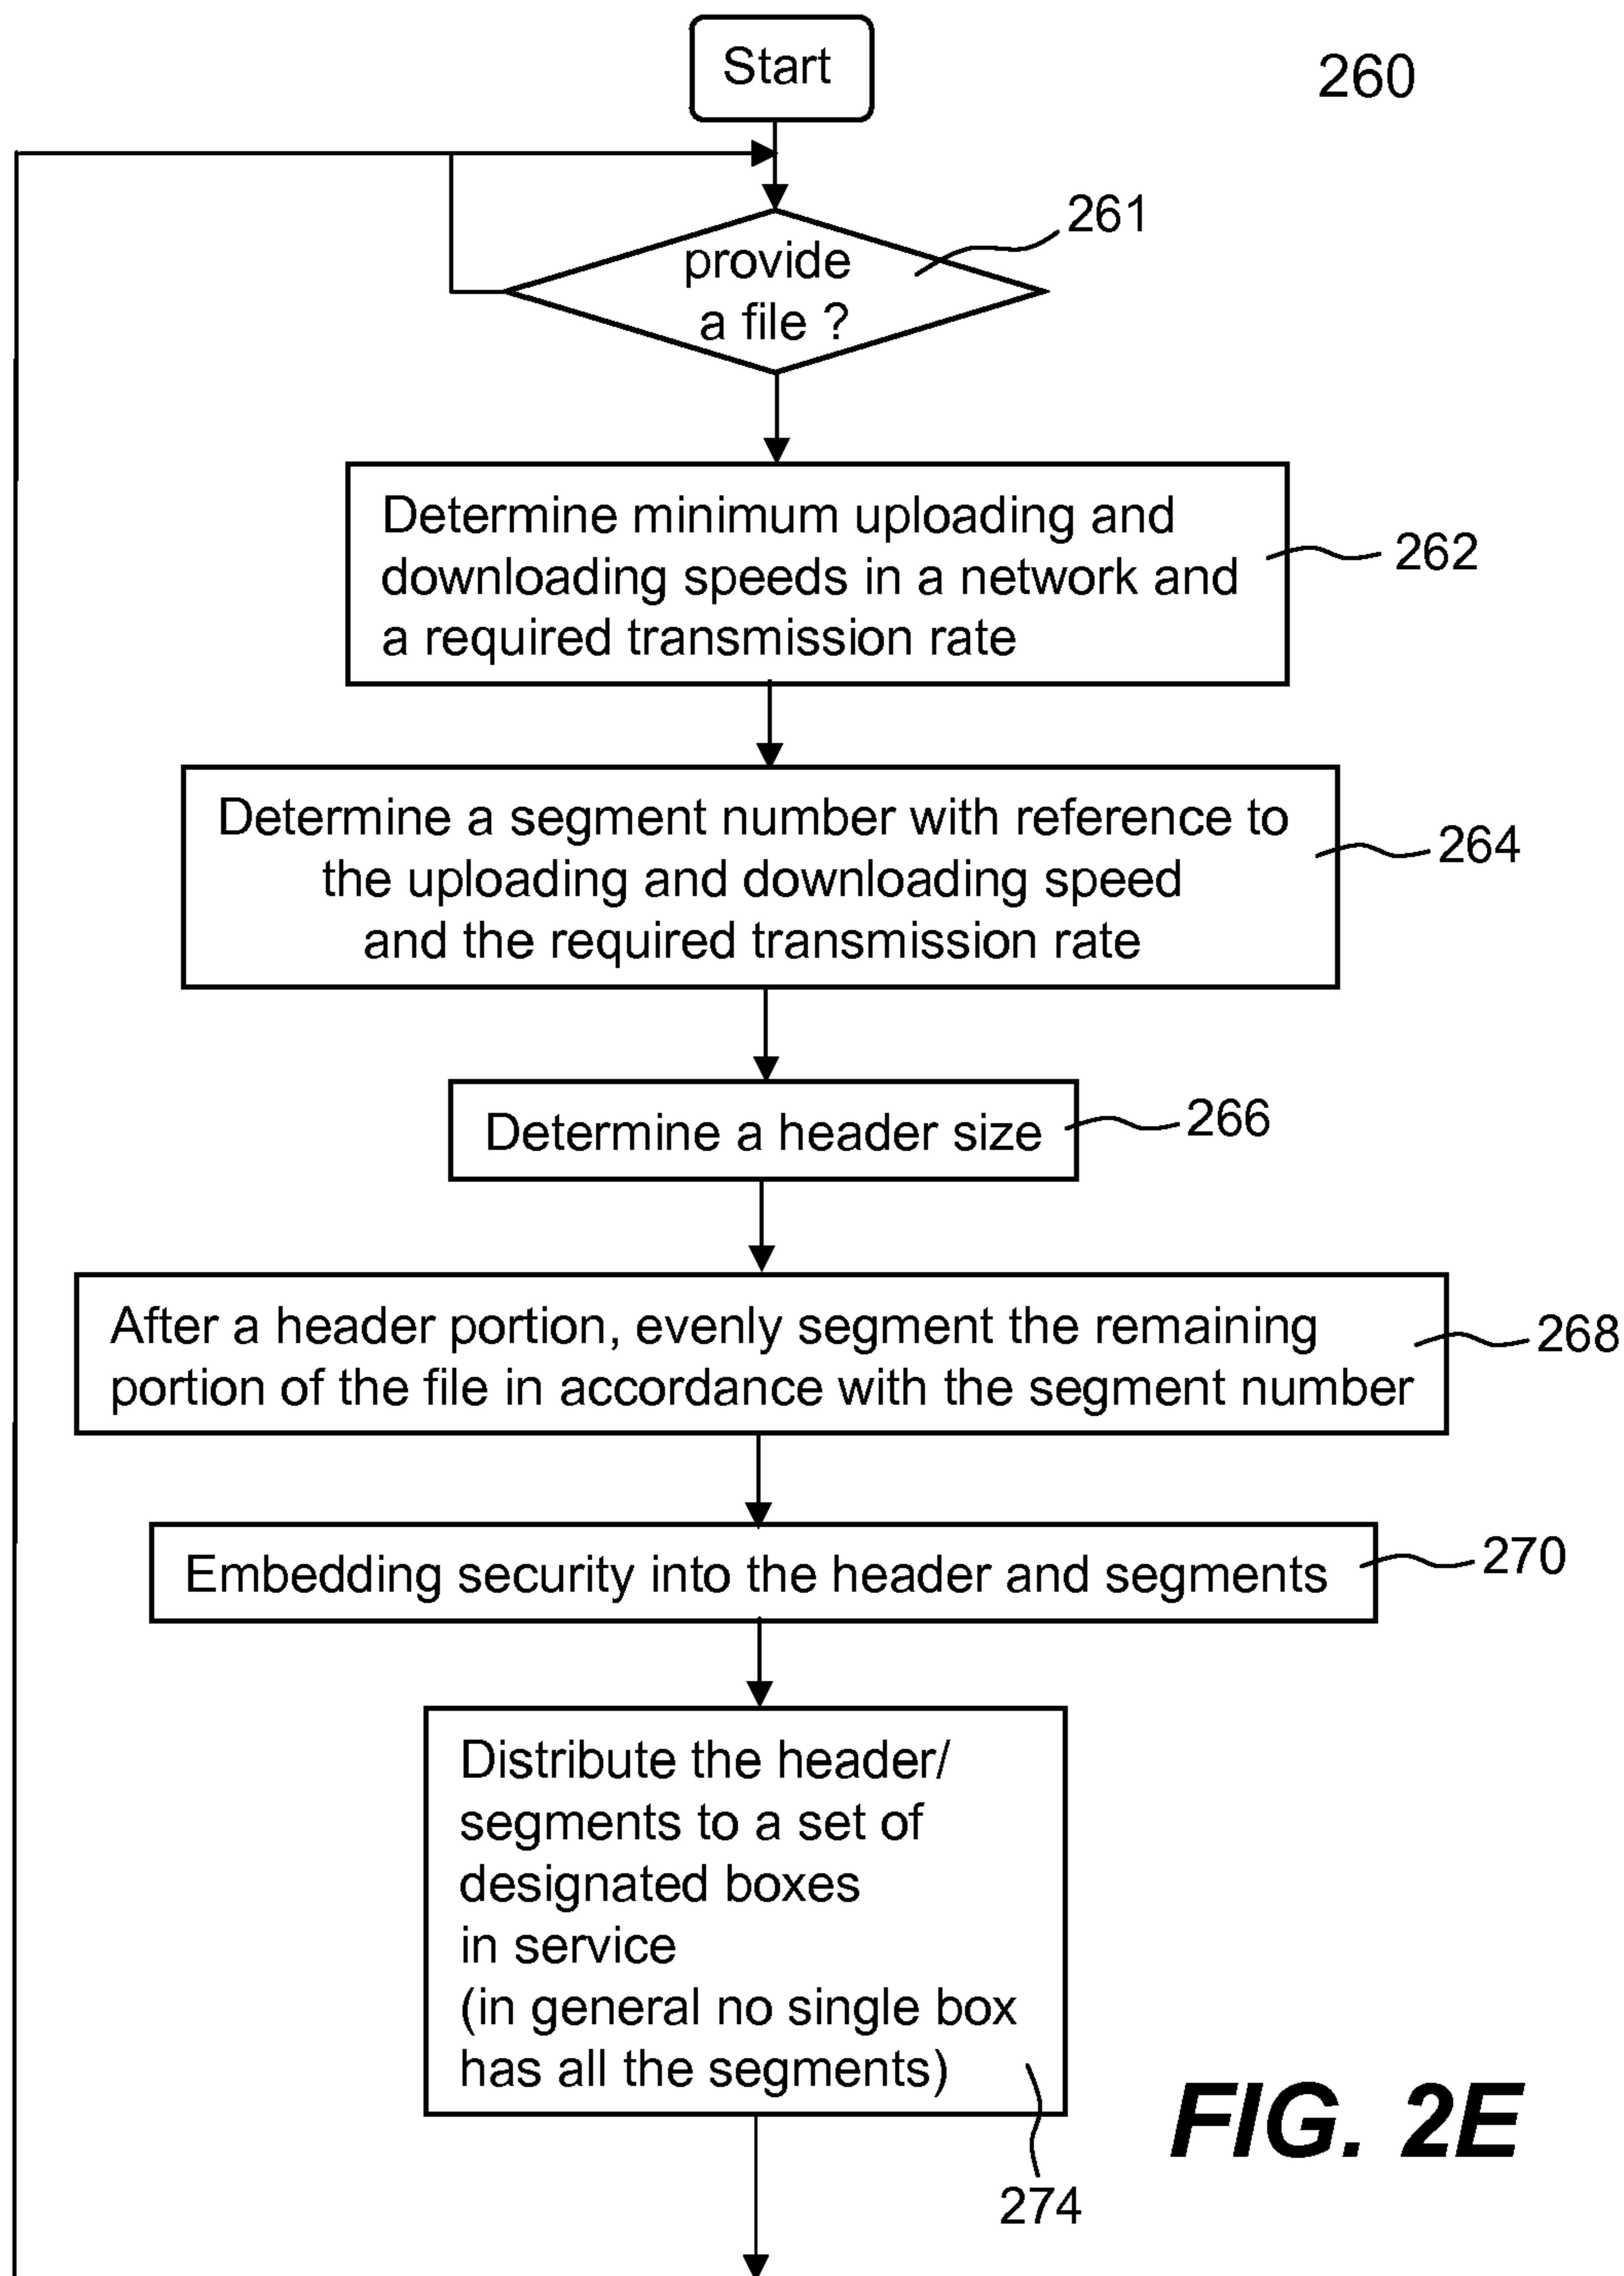 Start
260
261
provide
a file ?
Determine minimum uploading and
downloading speeds in a network and
a required transmission rate
262
Determine a segment number with reference to
the uploading and downloading speed
and the required transmission rate
264
Determine a header size
266
After a header portion, evenly segment the remaining
portion of the file in accordance with the segment number
268
Embedding security into the header and segments
270
Distribute the header/
segments to a set of
designated boxes
in service
(in general no single box
has all the segments)
274
FIG. 2E